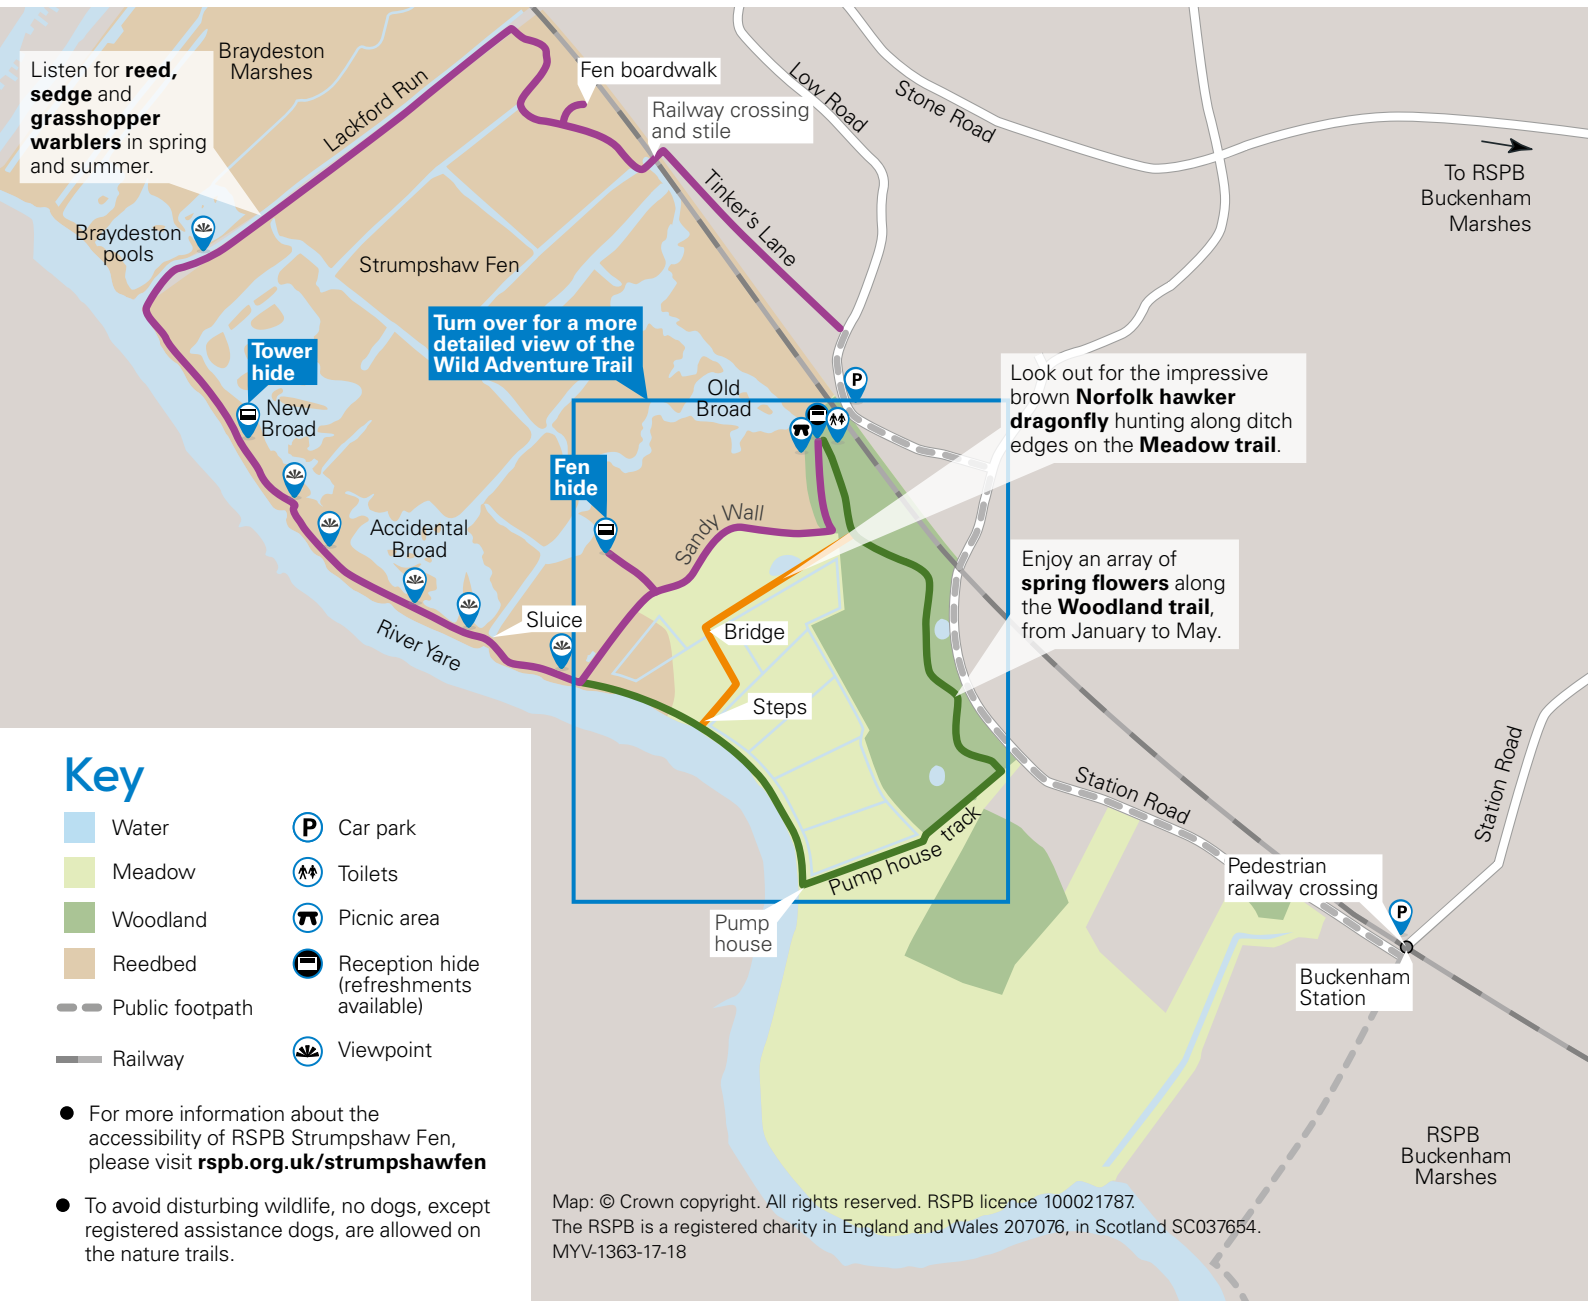 Braydeston
Marshes
Listen for reed,
sedge and
grasshopper
warblers in spring
and summer.
Lackford Run
Fen boardwalk
Railway crossing
and stile
Low Road
Stone Road
To RSPB
Buckenham
Marshes
Tinker's Lane
Braydeston
pools
Strumpshaw Fen
Turn over for a more
detailed view of the
Wild Adventure Trail
Tower
hide
New
Broad
Old
Broad
P
Look out for the impressive
brown Norfolk hawker
dragonfly hunting along ditch
edges on the Meadow trail.
Fen
hide
Sandy Wall
Accidental
Broad
Enjoy an array of
spring flowers along
the Woodland trail,
from January to May.
Sluice
River Yare
Bridge
Steps
Station Road
Station Road
Pump house track
Pump
house
Pedestrian
railway crossing
P
Buckenham
Station
RSPB
Buckenham
Marshes
Key
Water
Meadow
Woodland
Reedbed
Public footpath
Railway
P Car park
Toilets
Picnic area
Reception hide
(refreshments
available)
Viewpoint
● For more information about the
accessibility of RSPB Strumpshaw Fen,
please visit rspb.org.uk/strumpshawfen
● To avoid disturbing wildlife, no dogs, except
registered assistance dogs, are allowed on
the nature trails.
Map: © Crown copyright. All rights reserved. RSPB licence 100021787.
The RSPB is a registered charity in England and Wales 207076, in Scotland SC037654.
MYV-1363-17-18